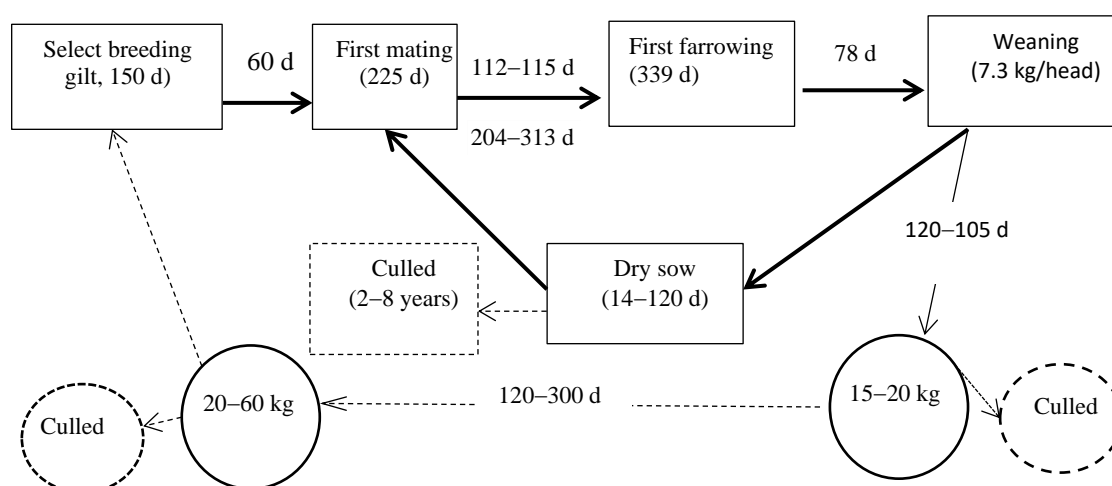 Select breeding
gilt, 150 d)
60 d
First mating
(225 d)
112–115 d
204–313 d
First farrowing
(339 d)
78 d
Weaning
(7.3 kg/head)
120–105 d
Culled
(2–8 years)
Dry sow
(14–120 d)
Culled
20–60 kg
120–300 d
15–20 kg
Culled